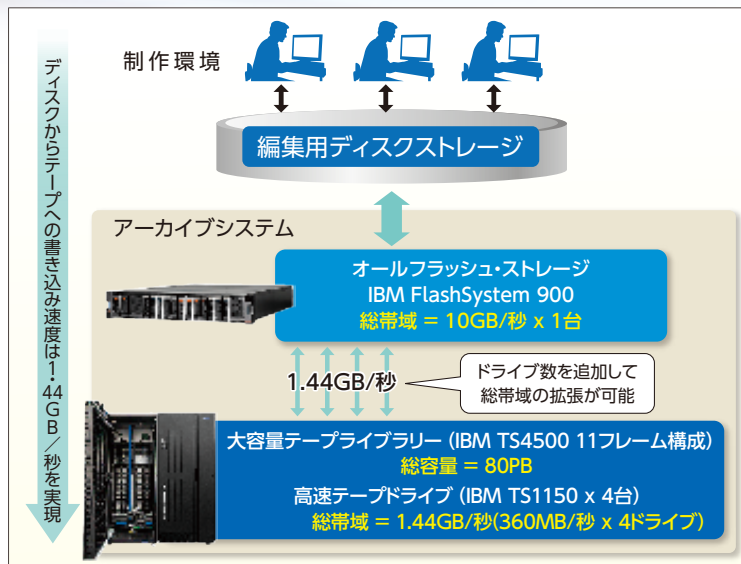 制作環境
編集用ディスクストレージ
ディスクからテープへの書き込み速度は1・44GB/秒を実現
アーカイブシステム
オールフラッシュ・ストレージ
IBM FlashSystem 900
総帯域 = 10GB/秒 x 1台
1.44GB/秒
ドライブ数を追加して
総帯域の拡張が可能
大容量テープライブラリー (IBM TS4500 11フレーム構成)
総容量 = 80PB
高速テープドライブ (IBM TS1150 x 4台)
総帯域 = 1.44GB/秒(360MB/秒 x 4ドライブ)